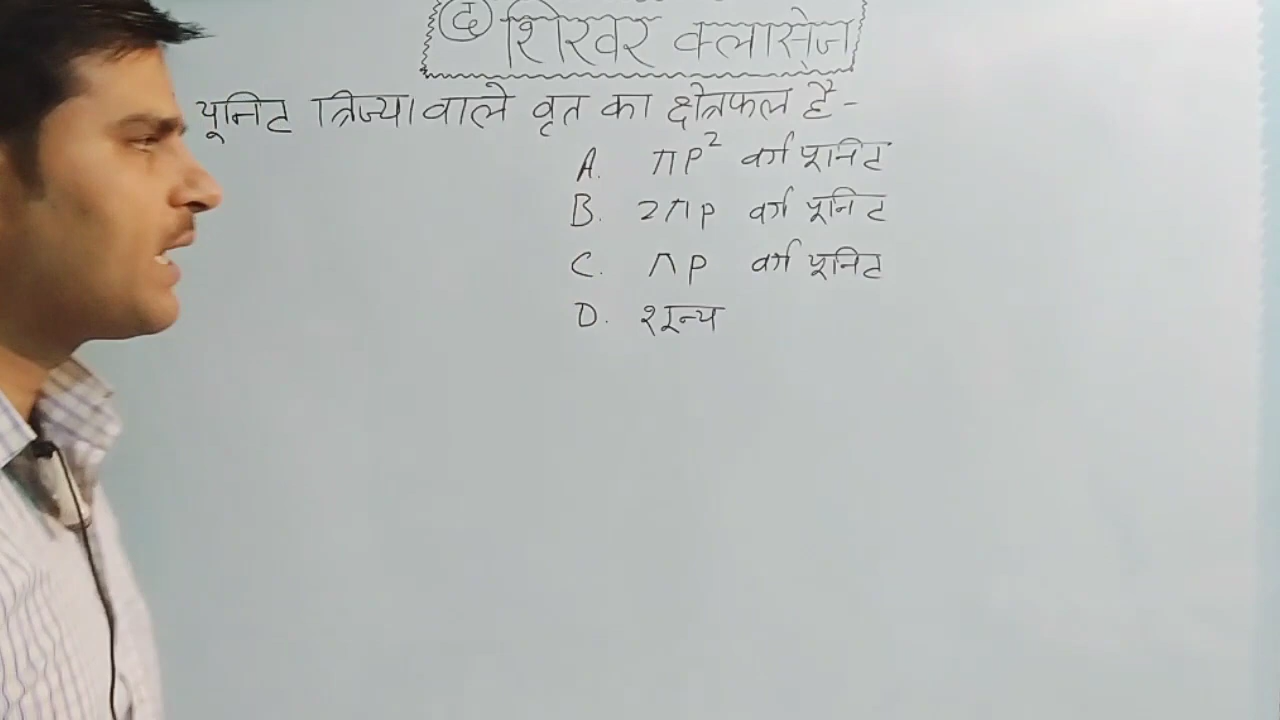 द शिखर क्लासेज
यूनिट त्रिज्या वाले वृत का क्षेत्रफल है -
A. πP² वर्ग यूनिट
B. 2πP वर्ग यूनिट
C. πP वर्ग यूनिट
D. शून्य